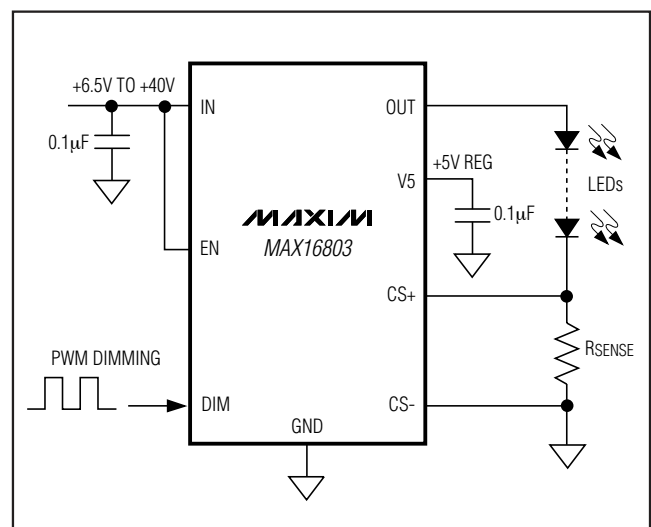 +6.5V TO +40V
IN
OUT
0.1µF
+5V REG
V5
LEDs
0.1µF
MAXIM
MAX16803
EN
CS+
RSENSE
PWM DIMMING
DIM
CS-
GND